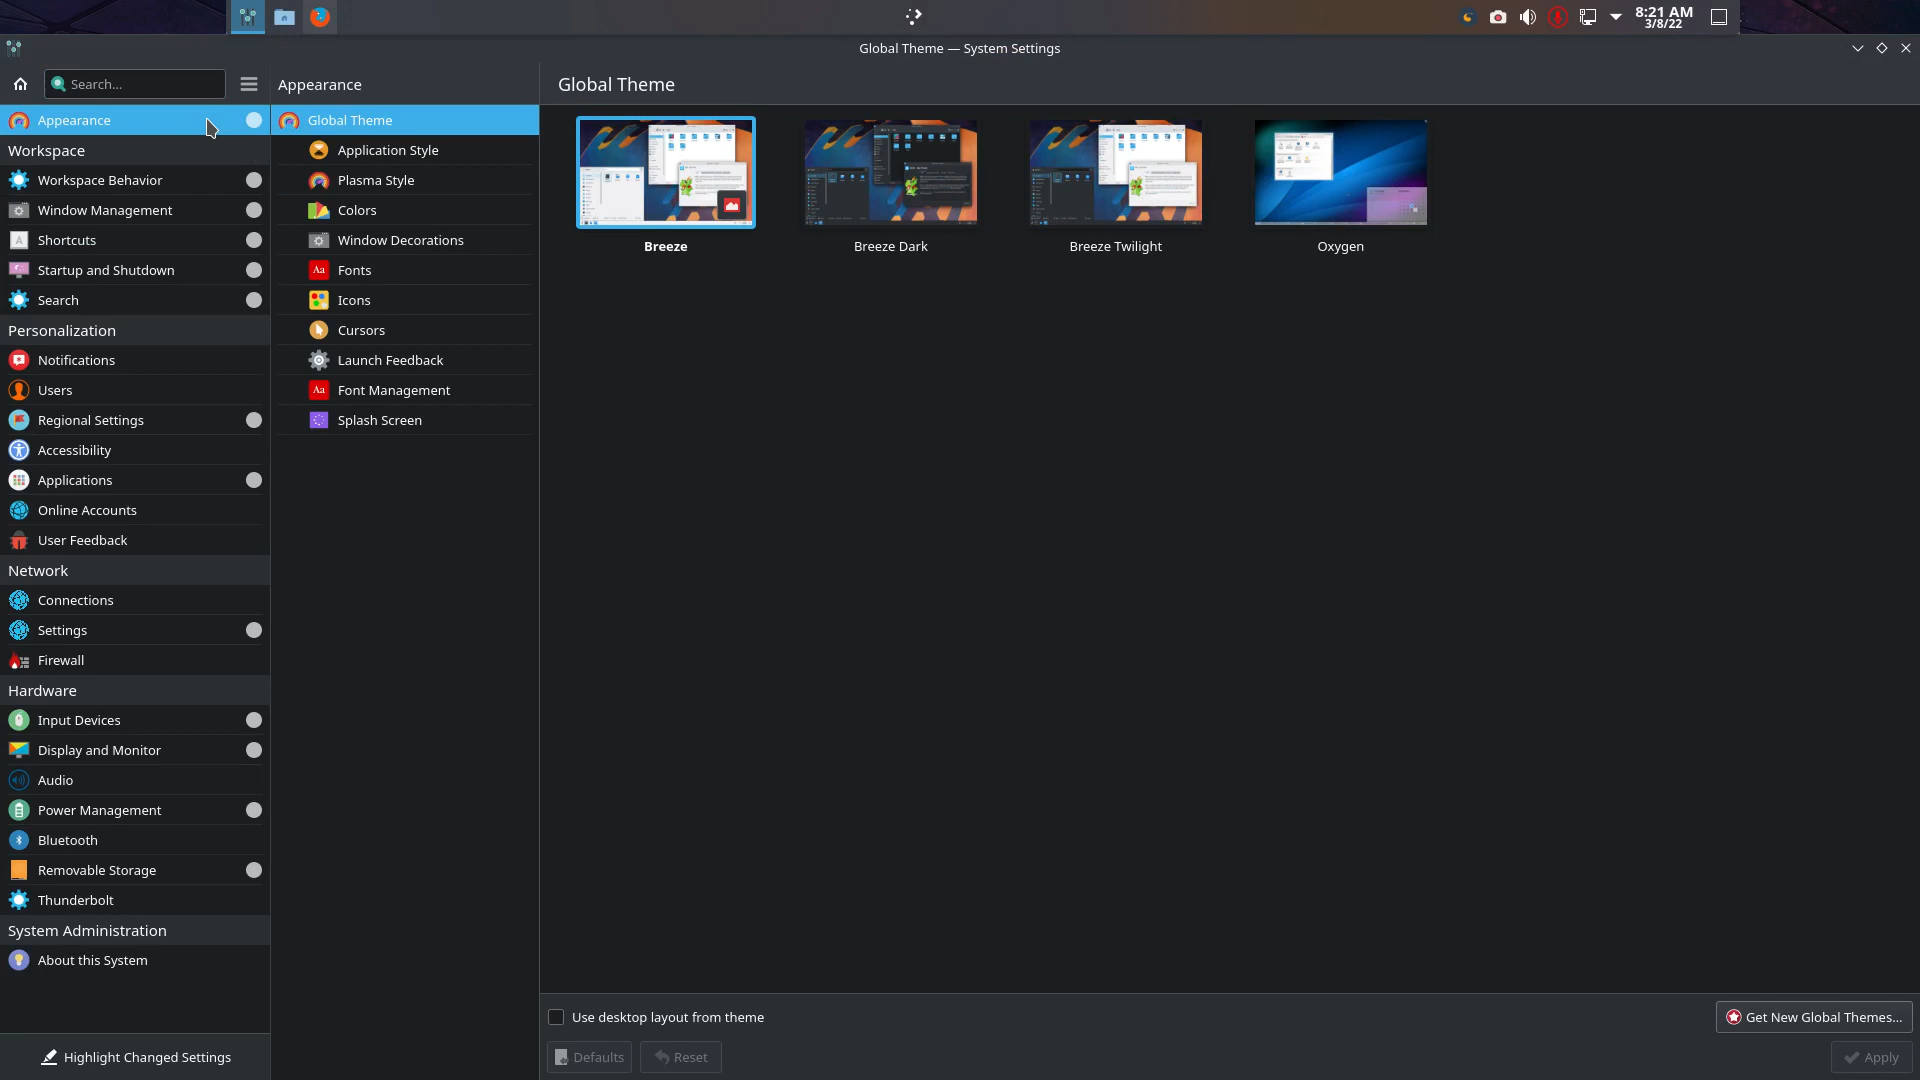 8:21 AM
3/8/22
Global Theme — System Settings
Search...
Appearance
Workspace
Workspace Behavior
Window Management
Shortcuts
Startup and Shutdown
Search
Personalization
Notifications
Users
Regional Settings
Accessibility
Applications
Online Accounts
User Feedback
Network
Connections
Settings
Firewall
Hardware
Input Devices
Display and Monitor
Audio
Power Management
Bluetooth
Removable Storage
Thunderbolt
System Administration
About this System
Highlight Changed Settings
Appearance
Global Theme
Application Style
Plasma Style
Colors
Window Decorations
Aa Fonts
Icons
Cursors
Launch Feedback
Aa Font Management
Splash Screen
Global Theme
Breeze
Breeze Dark
Breeze Twilight
Oxygen
Use desktop layout from theme
Get New Global Themes...
Defaults
Reset
Apply